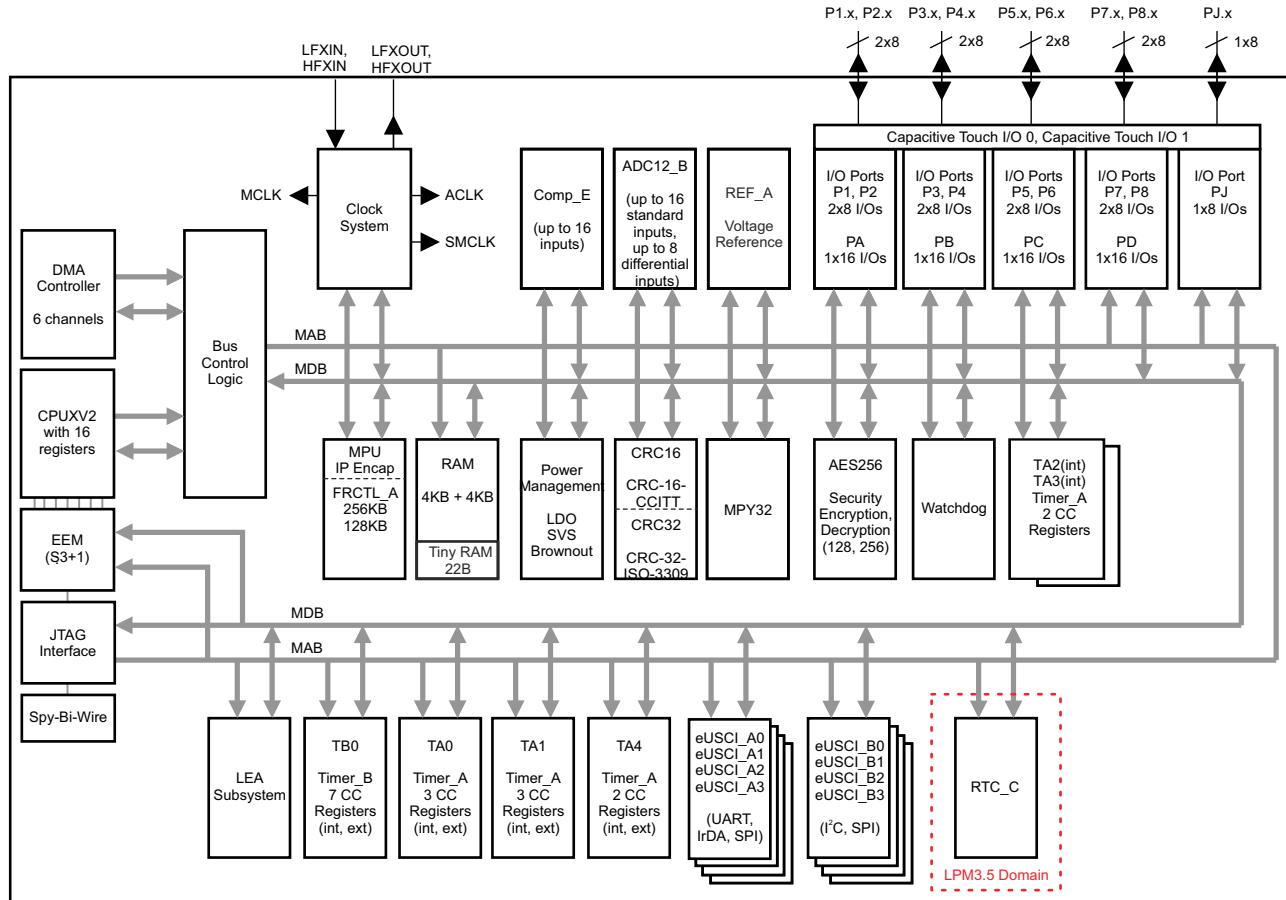 P1.x, P2.x
P3.x, P4.x
P5.x, P6.x
P7.x, P8.x
PJ.x
2x8
2x8
2x8
2x8
1x8
LFXIN,
HFXIN
LFXOUT,
HFXOUT
Capacitive Touch I/O 0, Capacitive Touch I/O 1
MCLK
Clock
System
ACLK
SMCLK
Comp_E
(up to 16
inputs)
ADC12_B
(up to 16
standard
inputs,
up to 8
differential
inputs)
REF_A
Voltage
Reference
I/O Ports
P1, P2
2x8 I/Os
PA
1x16 I/Os
I/O Ports
P3, P4
2x8 I/Os
PB
1x16 I/Os
I/O Ports
P5, P6
2x8 I/Os
PC
1x16 I/Os
I/O Ports
P7, P8
2x8 I/Os
PD
1x16 I/Os
I/O Port
PJ
1x8 I/Os
DMA
Controller
6 channels
Bus
Control
Logic
MAB
MDB
CPUXV2
with 16
registers
MPU
IP Encap
FRCTL_A
256KB
128KB
RAM
4KB + 4KB
Tiny RAM
22B
Power
Management
LDO
SVS
Brownout
CRC16
CRC-16-
CCITT
CRC32
CRC-32-
ISO-3309
MPY32
AES256
Security
Encryption,
Decryption
(128, 256)
Watchdog
TA2(int)
TA3(int)
Timer_A
2 CC
Registers
EEM
(S3+1)
MDB
JTAG
Interface
MAB
Spy-Bi-Wire
LEA
Subsystem
TB0
Timer_B
7 CC
Registers
(int, ext)
TA0
Timer_A
3 CC
Registers
(int, ext)
TA1
Timer_A
3 CC
Registers
(int, ext)
TA4
Timer_A
2 CC
Registers
(int, ext)
eUSCI_A0
eUSCI_A1
eUSCI_A2
eUSCI_A3
(UART,
IrDA, SPI)
eUSCI_B0
eUSCI_B1
eUSCI_B2
eUSCI_B3
(I²C, SPI)
RTC_C
LPM3.5 Domain